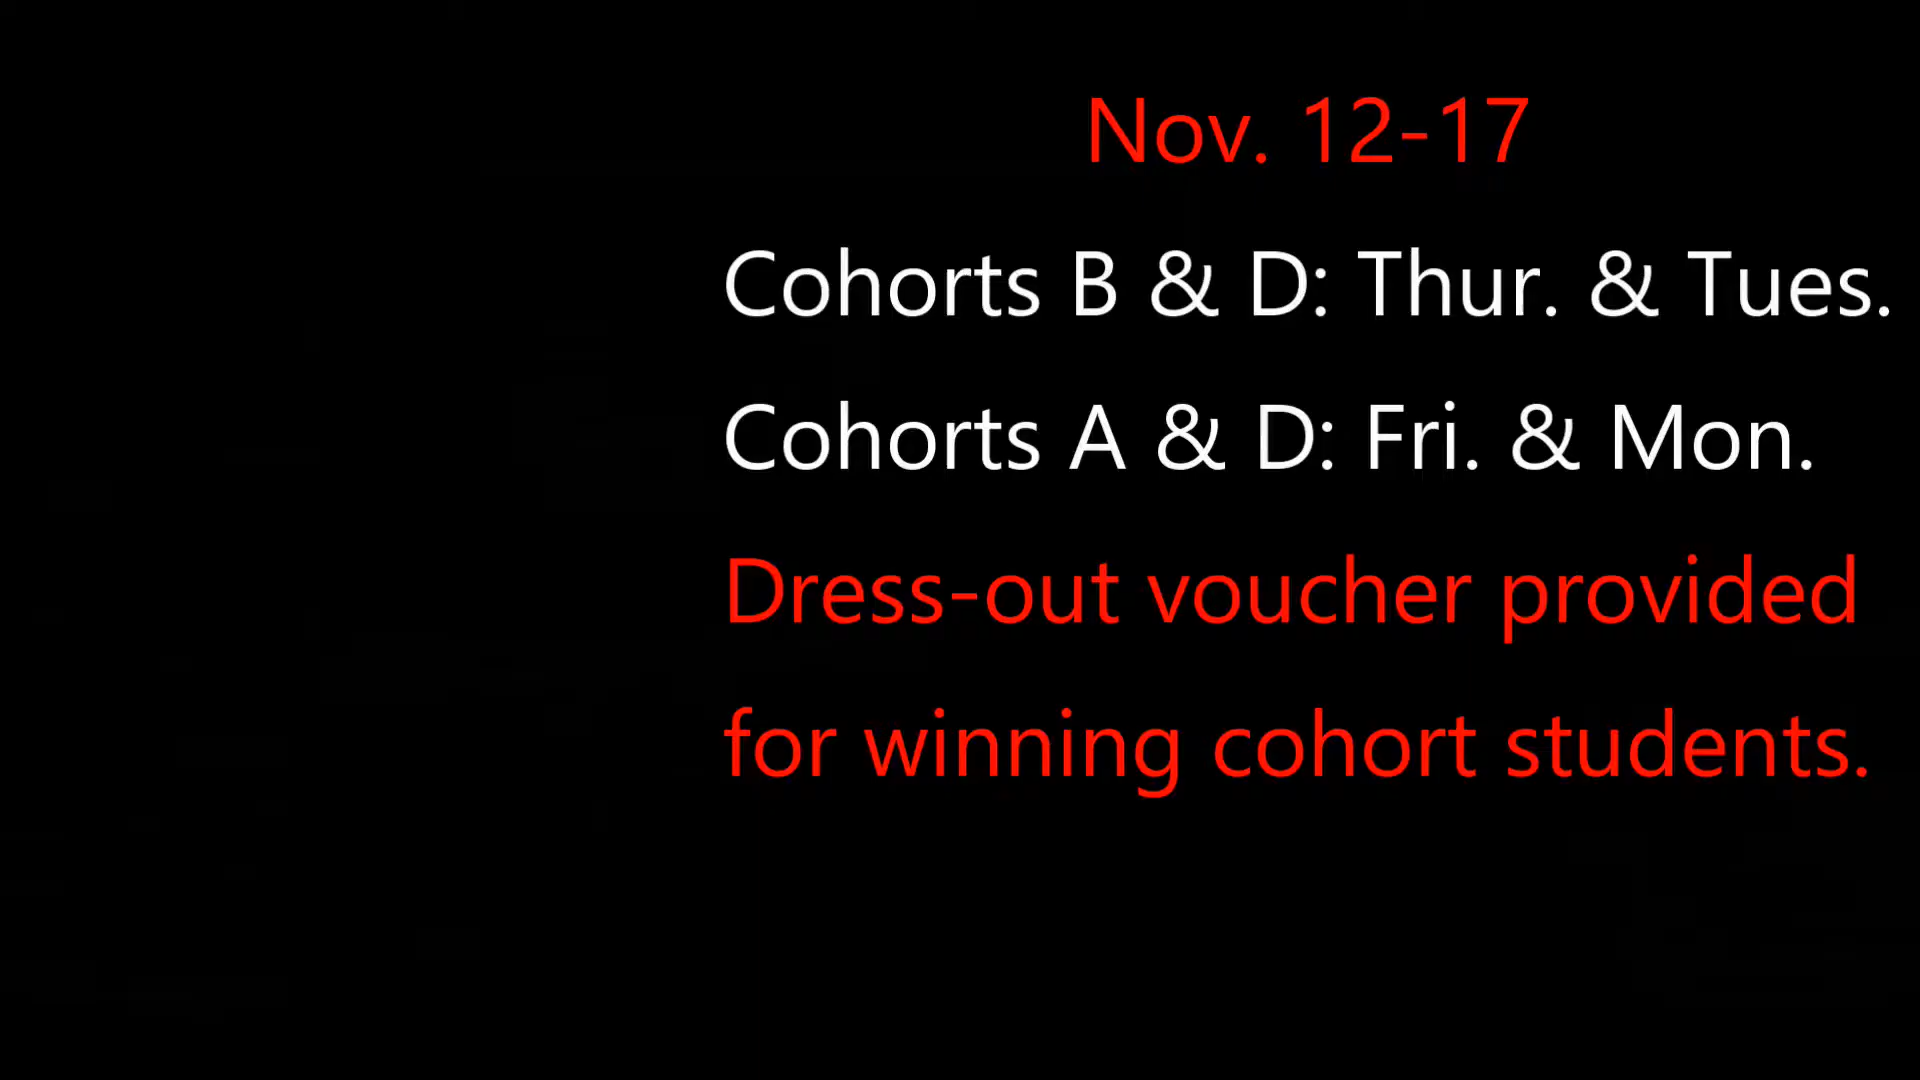 Nov. 12-17
Cohorts B & D: Thur. & Tues.
Cohorts A & D: Fri. & Mon.
Dress-out voucher provided
for winning cohort students.